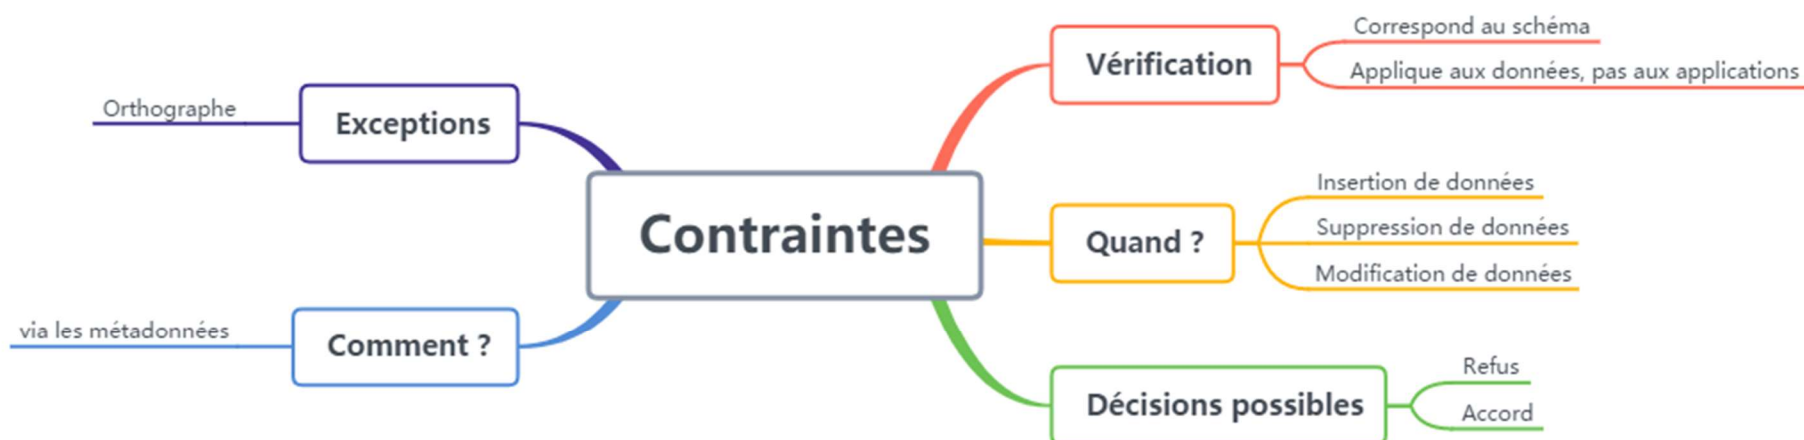 Contraintes
Vérification
Correspond au schéma
Applique aux données, pas aux applications
Quand ?
Insertion de données
Suppression de données
Modification de données
Décisions possibles
Refus
Accord
Exceptions
Orthographe
Comment ?
via les métadonnées